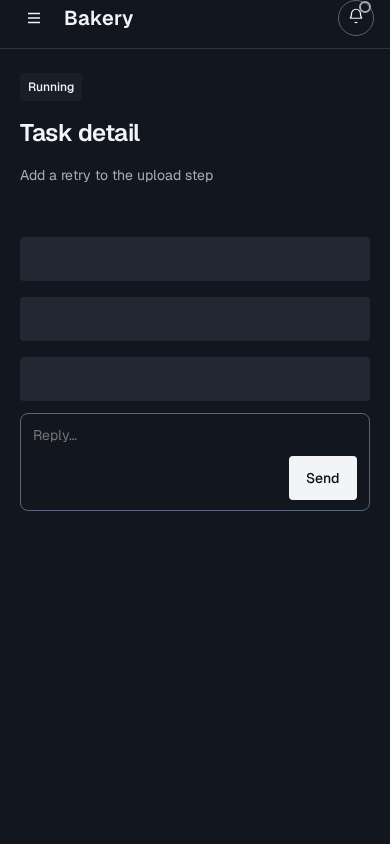 Bakery
Running
Task detail
Add a retry to the upload step
Reply...
Send